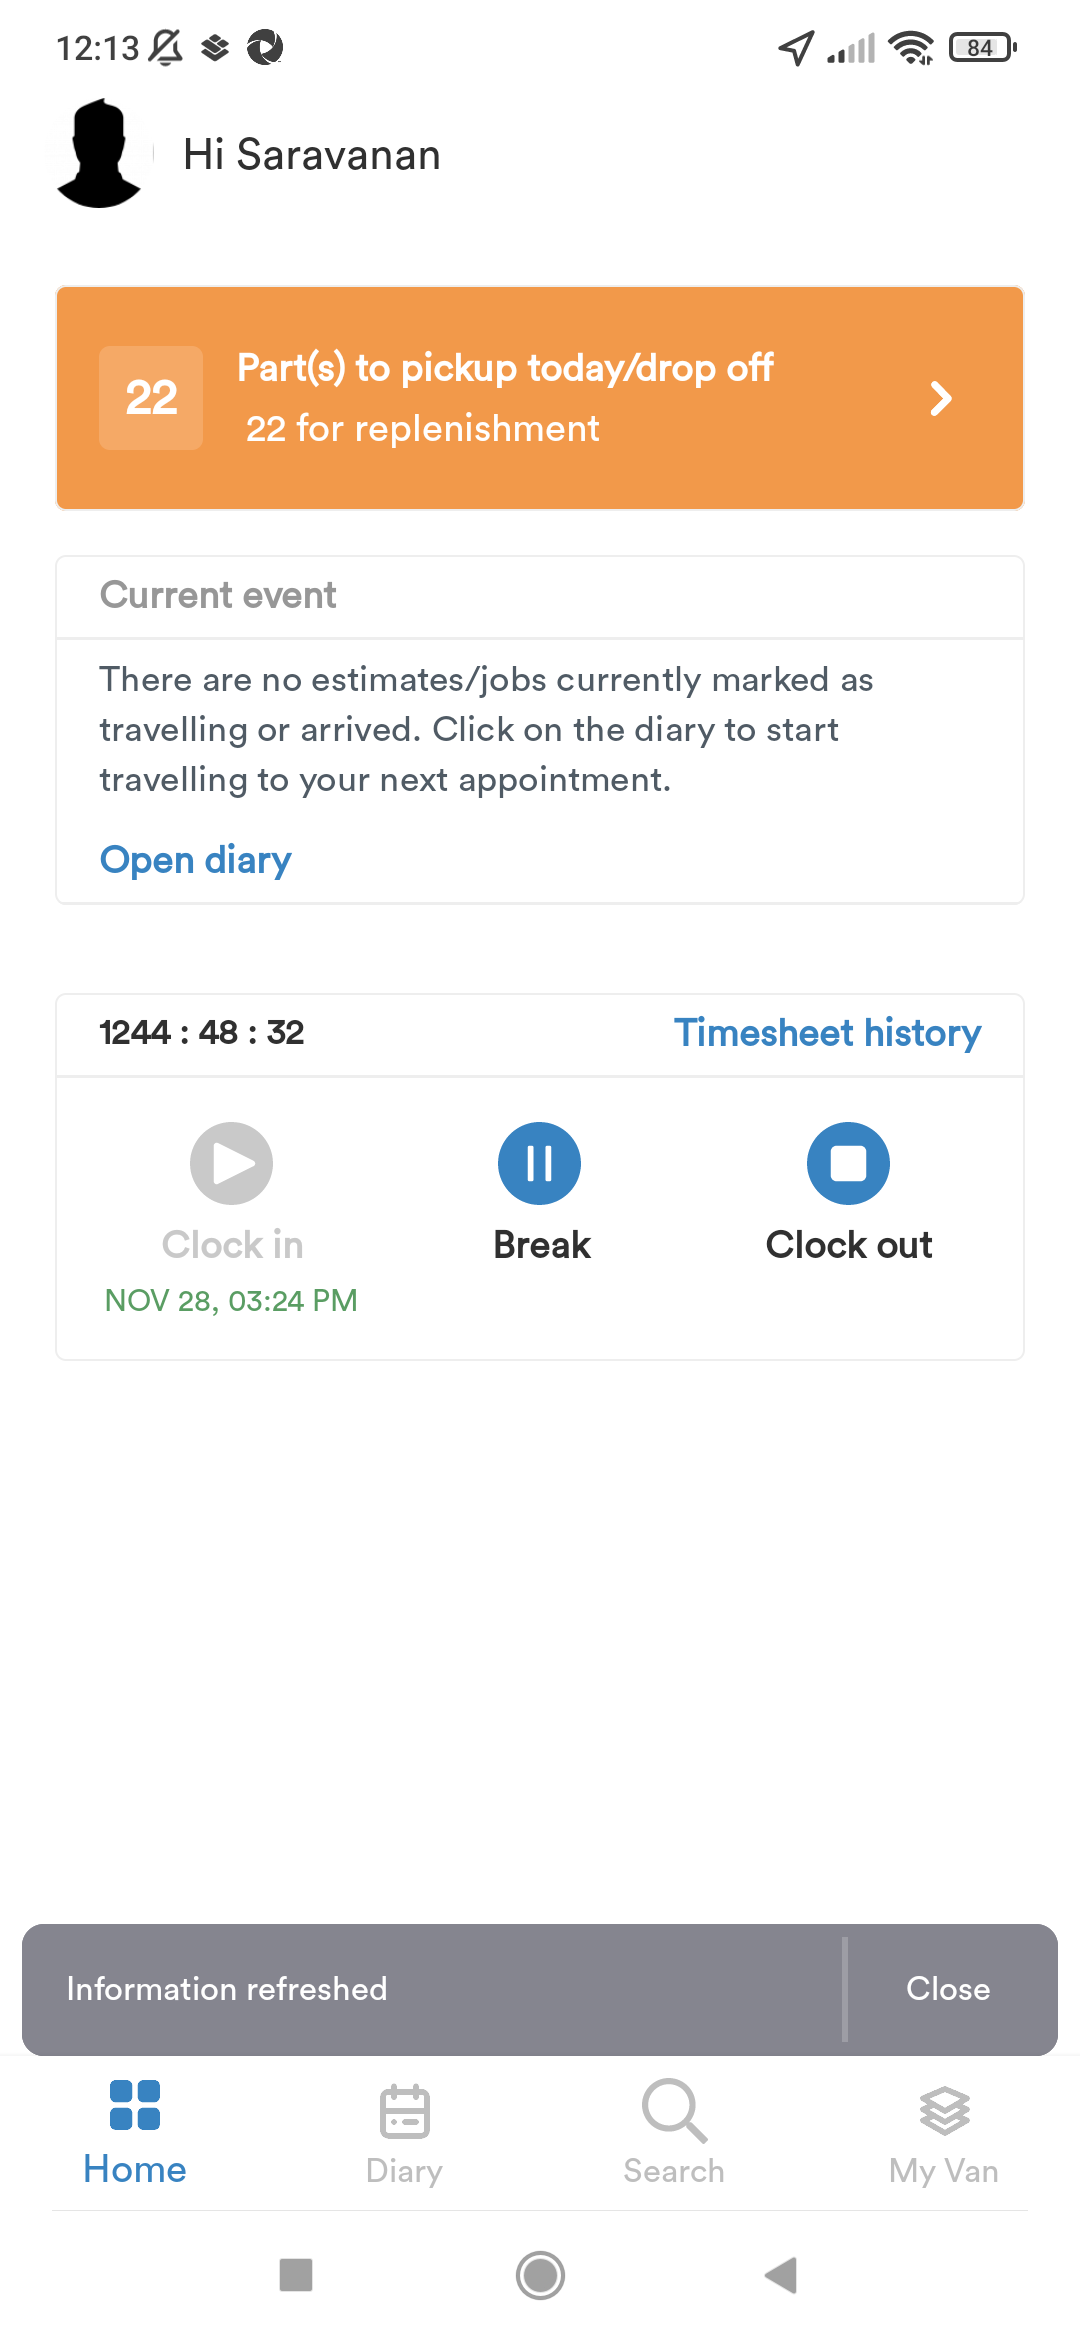 12:13
84
Hi Saravanan
22
Part(s) to pickup today/drop off
22 for replenishment
Current event
There are no estimates/jobs currently marked as
travelling or arrived. Click on the diary to start
travelling to your next appointment.
Open diary
1244 : 48 : 32
Timesheet history
Clock in
Break
Clock out
NOV 28, 03:24 PM
Information refreshed
Close
Home
Diary
Search
My Van